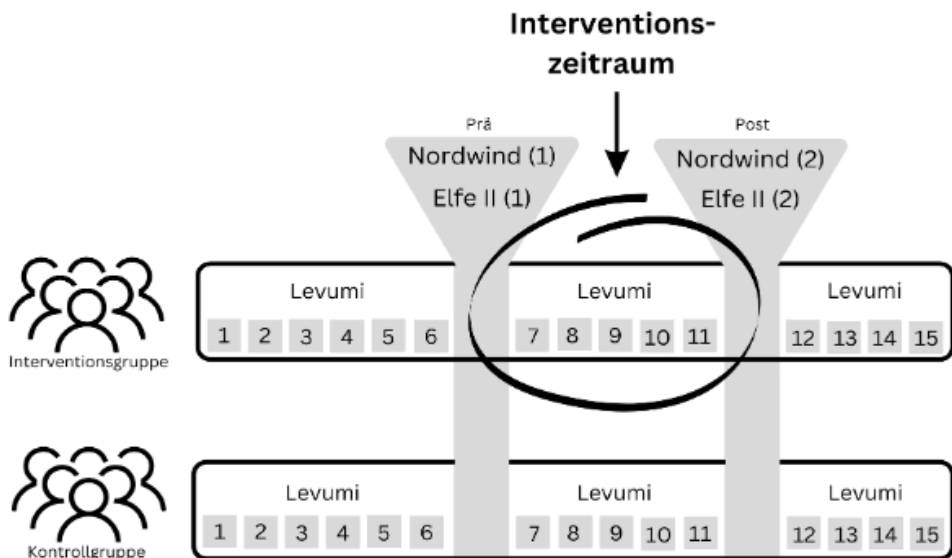 Interventions-
zeitraum
Prä
Post
Nordwind (1)
Nordwind (2)
Elfe II (1)
Elfe II (2)
Levumi
Levumi
Levumi
1 2 3 4 5 6
7 8 9 10 11
12 13 14 15
Interventionsgruppe
Levumi
Levumi
Levumi
1 2 3 4 5 6
7 8 9 10 11
12 13 14 15
Kontrollgruppe